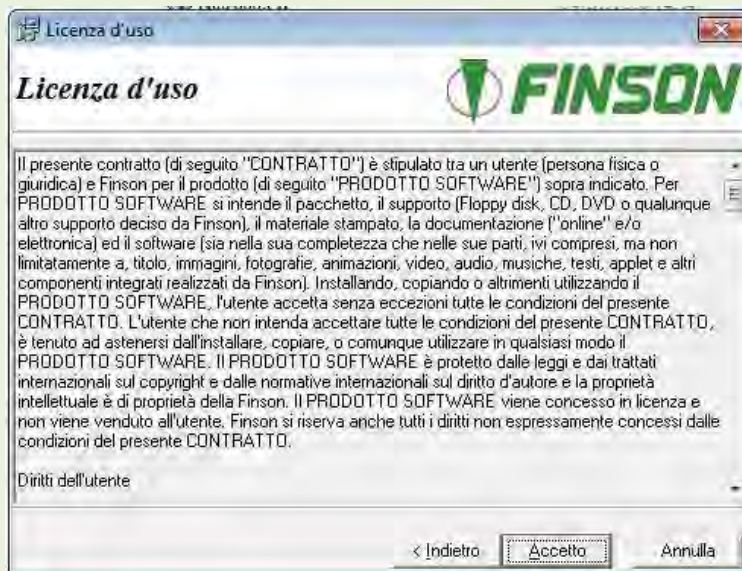 Licenza d'uso
Licenza d'uso
FINSON
Il presente contratto (di seguito "CONTRATTO") è stipulato tra un utente (persona fisica o
giuridica) e Finson per il prodotto (di seguito "PRODOTTO SOFTWARE") sopra indicato. Per
PRODOTTO SOFTWARE si intende il pacchetto, il supporto (Floppy disk, CD, DVD o qualunque
altro supporto deciso da Finson), il materiale stampato, la documentazione ("online" e/o
elettronica) ed il software (sia nella sua completezza che nelle sue parti, ivi compresi, ma non
limitatamente a, titolo, immagini, fotografie, animazioni, video, audio, musiche, testi, applet e altri
componenti integrati realizzati da Finson). Installando, copiando o altrimenti utilizzando il
PRODOTTO SOFTWARE, l'utente accetta senza eccezioni tutte le condizioni del presente
CONTRATTO. L'utente che non intenda accettare tutte le condizioni del presente CONTRATTO,
è tenuto ad astenersi dall'installare, copiare, o comunque utilizzare in qualsiasi modo il
PRODOTTO SOFTWARE. Il PRODOTTO SOFTWARE è protetto dalle leggi e dai trattati
internazionali sul copyright e dalle normative internazionali sul diritto d'autore e la proprietà
intellettuale è di proprietà della Finson. Il PRODOTTO SOFTWARE viene concesso in licenza e
non viene venduto all'utente. Finson si riserva anche tutti i diritti non espressamente concessi dalle
condizioni del presente CONTRATTO.
Diritti dell'utente
< Indietro Accetto Annulla